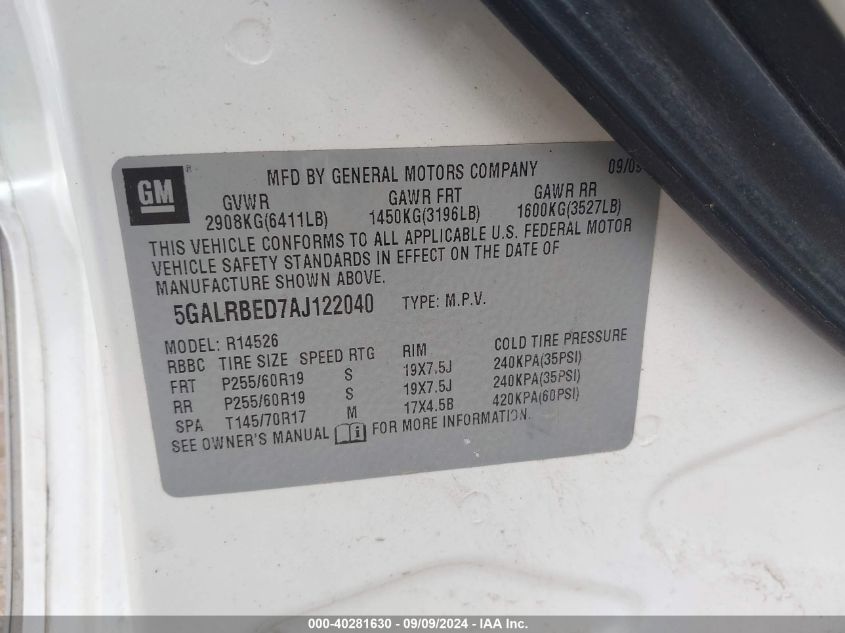 GM
®
MFD BY GENERAL MOTORS COMPANY 09/09
GVWR GAWR FRT GAWR RR
2908KG(6411LB) 1450KG(3196LB) 1600KG(3527LB)
THIS VEHICLE CONFORMS TO ALL APPLICABLE U.S. FEDERAL MOTOR
VEHICLE SAFETY STANDARDS IN EFFECT ON THE DATE OF
MANUFACTURE SHOWN ABOVE.
5GALRBED7AJ122040 TYPE: M.P.V.
MODEL: R14526
RBBC TIRE SIZE SPEED RTG RIM COLD TIRE PRESSURE
FRT P255/60R19 S 19X7.5J 240KPA(35PSI)
RR P255/60R19 S 19X7.5J 240KPA(35PSI)
SPA T145/70R17 M 17X4.5B 420KPA(60PSI)
SEE OWNER'S MANUAL i FOR MORE INFORMATION.
000-40281630 - 09/09/2024 - IAA Inc.